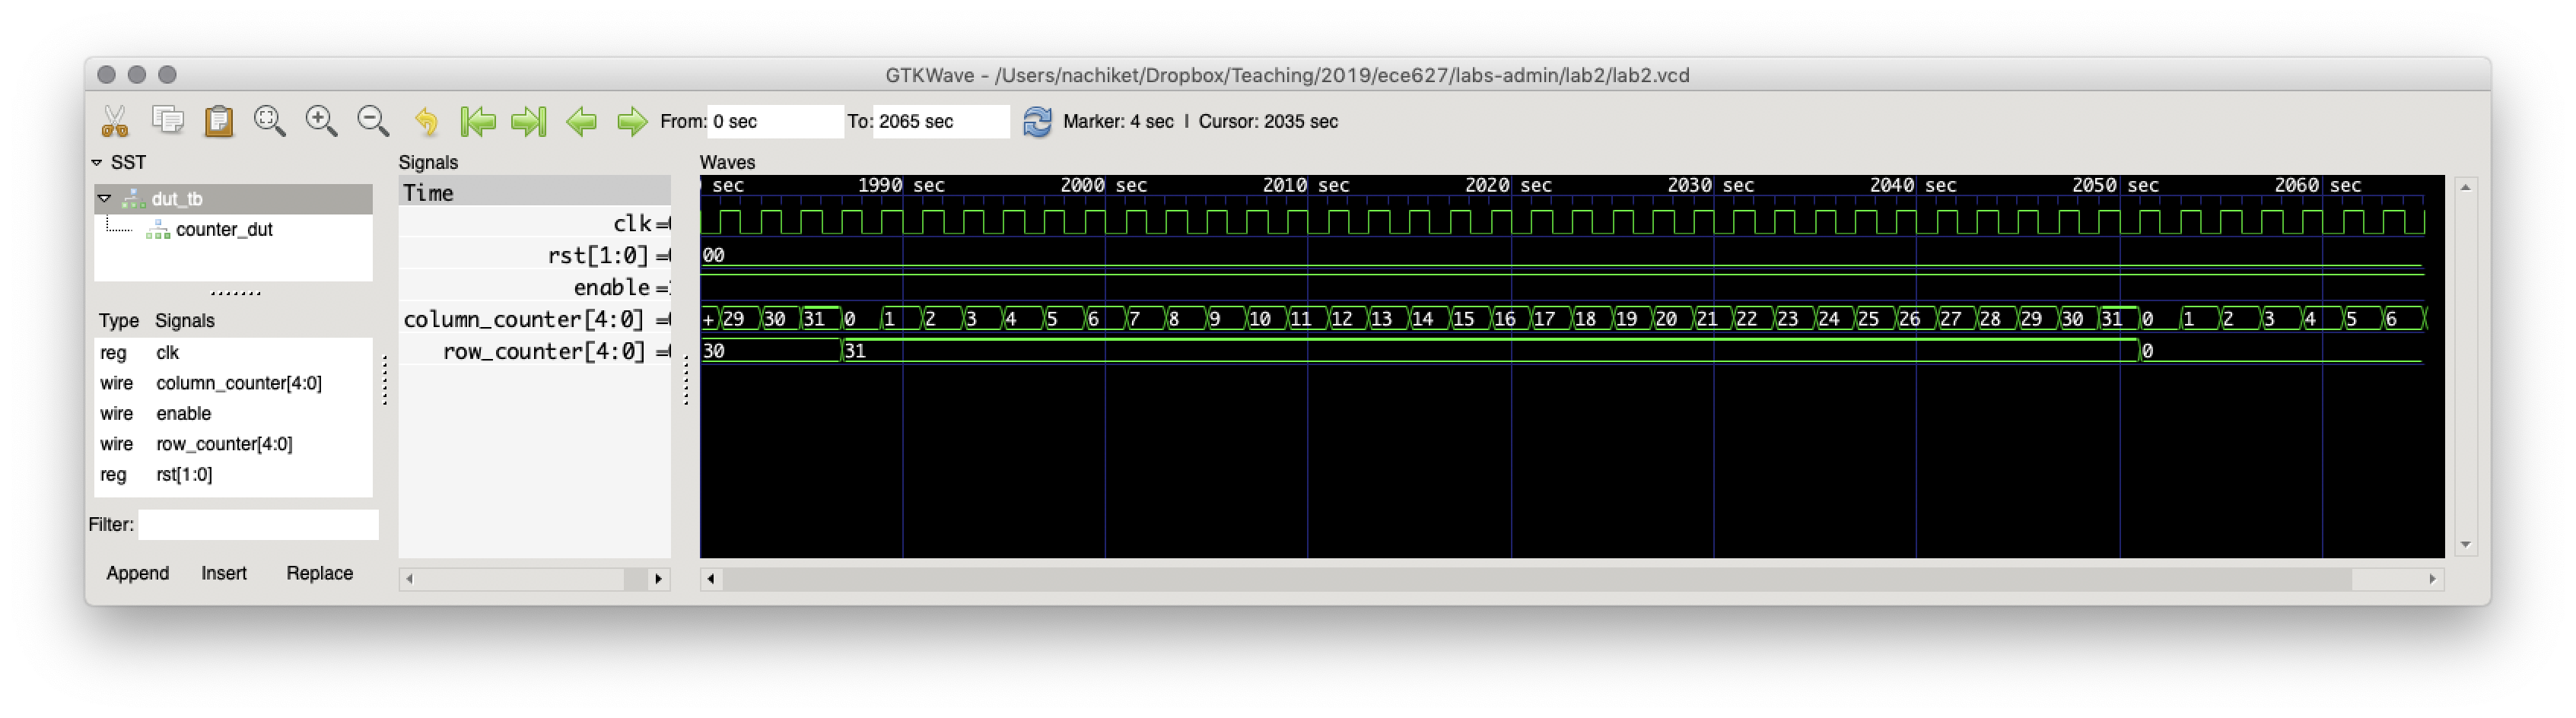 GTKWave - /Users/nachiket/Dropbox/Teaching/2019/ece627/labs-admin/lab2/lab2.vcd
From: 0 sec To: 2065 sec Marker: 4 sec | Cursor: 2035 sec
SST
dut_tb
counter_dut
Type Signals
reg clk
wire column_counter[4:0]
wire enable
wire row_counter[4:0]
reg rst[1:0]
Filter:
Append Insert Replace
Signals
Time
clk=
rst[1:0] =
enable =
column_counter[4:0] =
row_counter[4:0] =
Waves
sec 1990 sec 2000 sec 2010 sec 2020 sec 2030 sec 2040 sec 2050 sec 2060 sec
00
+ 29 30 31 0 1 2 3 4 5 6 7 8 9 10 11 12 13 14 15 16 17 18 19 20 21 22 23 24 25 26 27 28 29 30 31 0 1 2 3 4 5 6
30 31 0